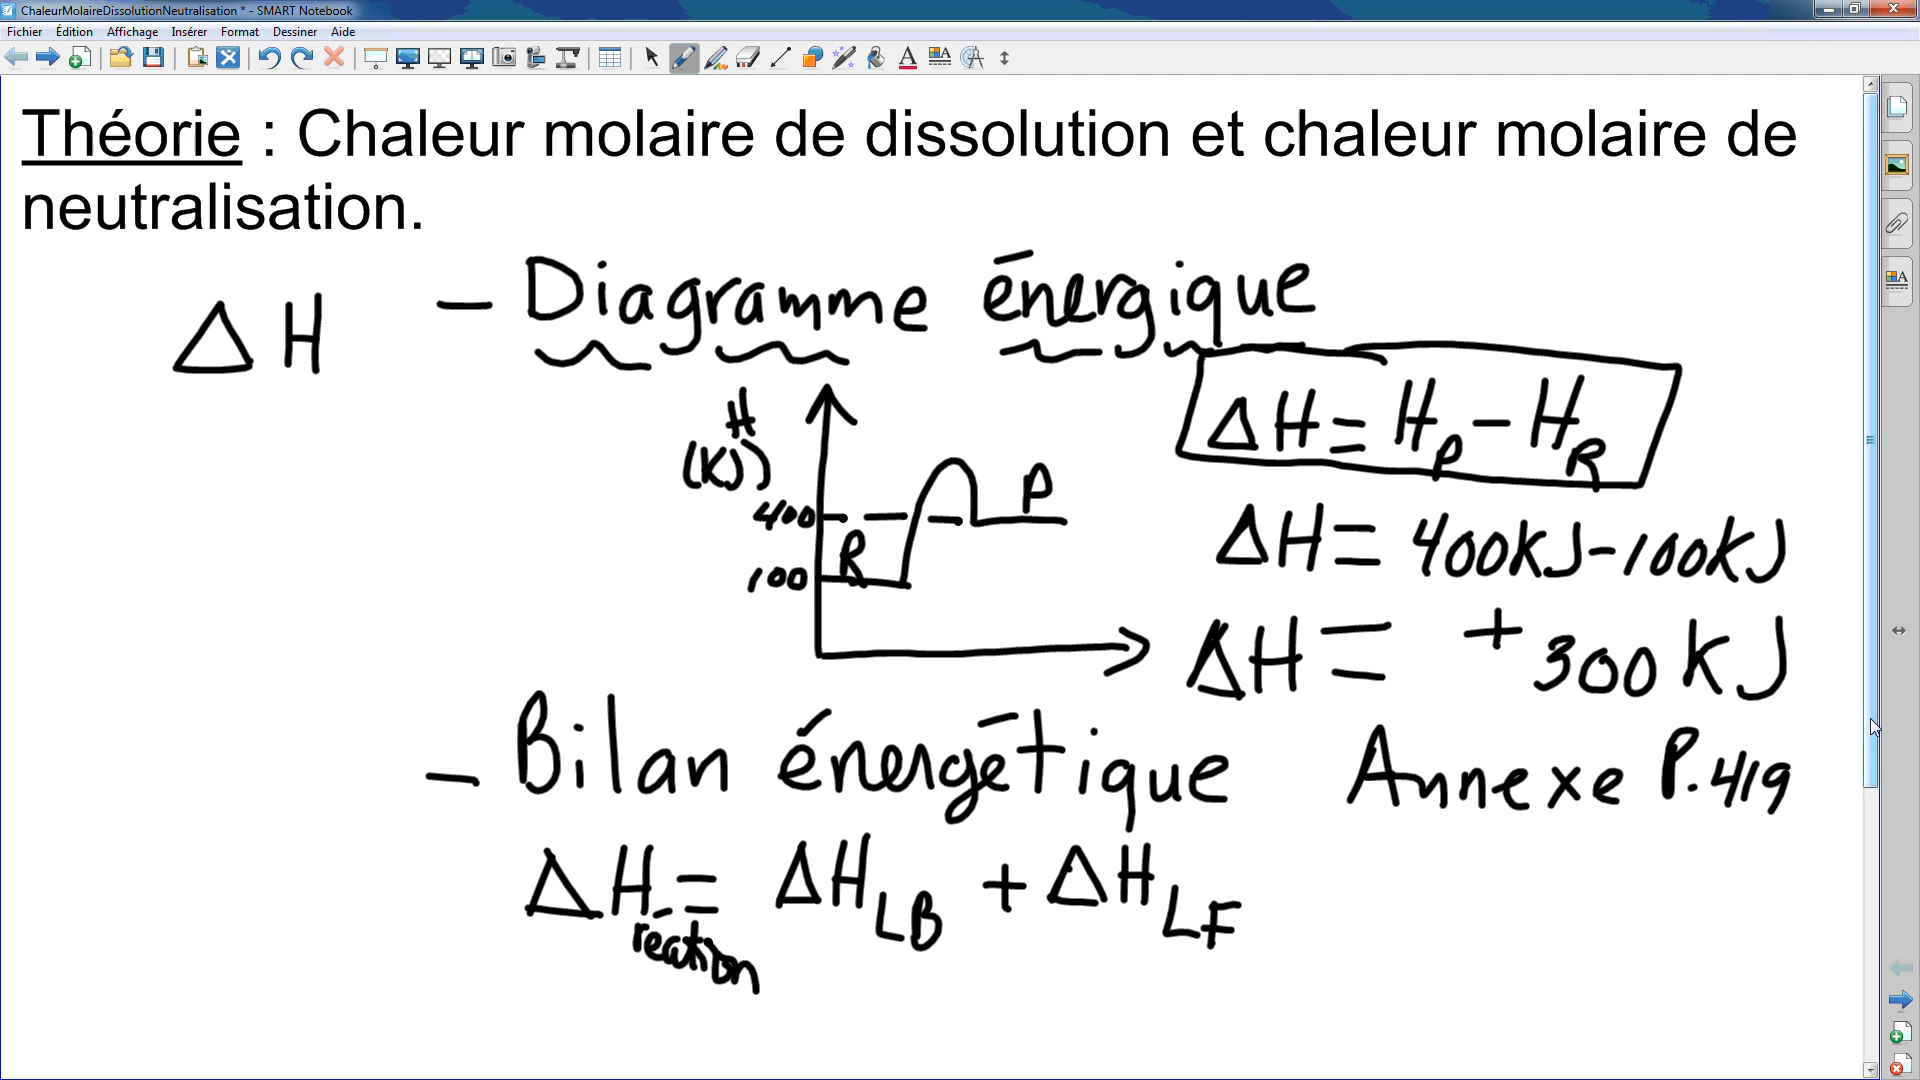 ChaleurMolaireDissolutionNeutralisation * - SMART Notebook
Fichier Édition Affichage Insérer Format Dessiner Aide
Théorie : Chaleur molaire de dissolution et chaleur molaire de
neutralisation.
ΔH - Diagramme énergique
H
(KJ)
400
100
R
P
ΔH = HP - HR
ΔH = 400KJ - 100KJ
ΔH = +300 KJ
- Bilan énergétique Annexe P.419
ΔHréaction = ΔHLB + ΔHLF